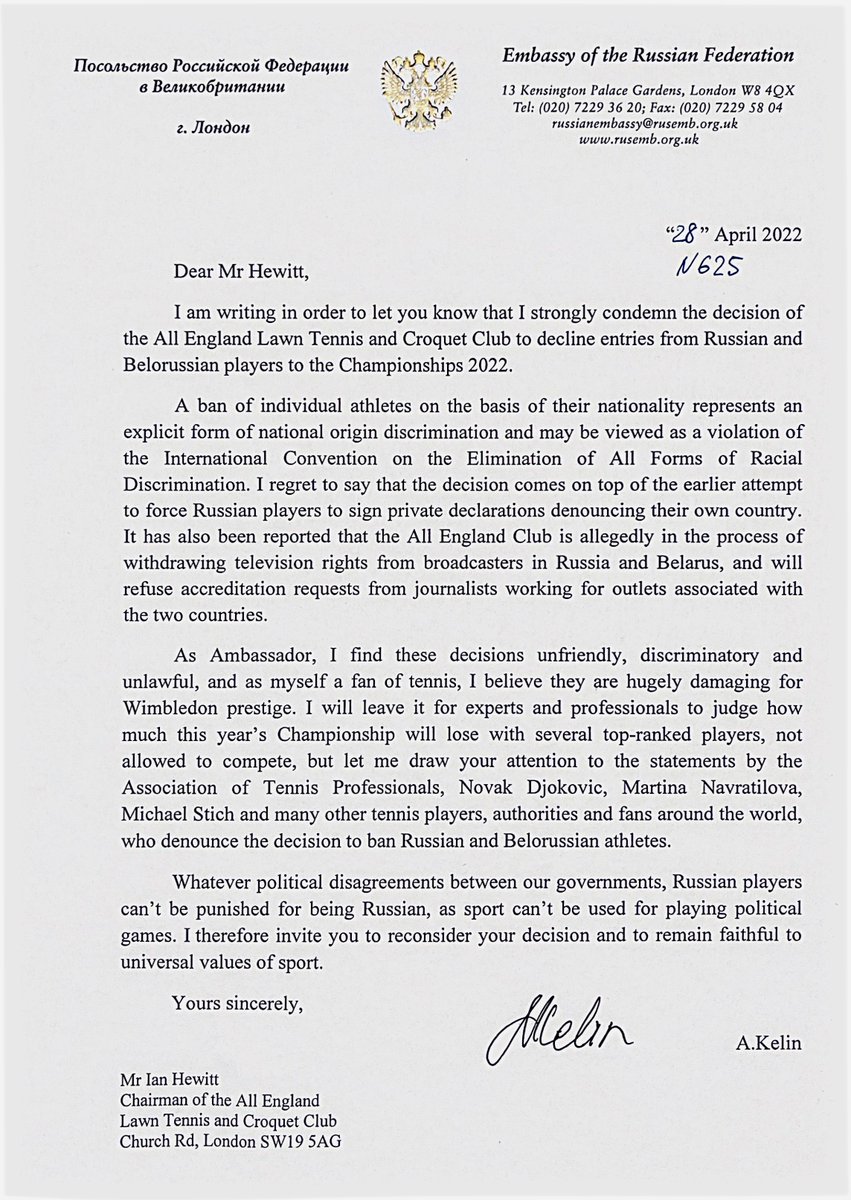 Посольство Российской Федерации
в Великобритании
г. Лондон
Embassy of the Russian Federation
13 Kensington Palace Gardens, London W8 4QX
Tel: (020) 7229 36 20; Fax: (020) 7229 58 04
russianembassy@rusemb.org.uk
www.rusemb.org.uk
“28” April 2022
N625
Dear Mr Hewitt,
I am writing in order to let you know that I strongly condemn the decision of
the All England Lawn Tennis and Croquet Club to decline entries from Russian and
Belorussian players to the Championships 2022.
A ban of individual athletes on the basis of their nationality represents an
explicit form of national origin discrimination and may be viewed as a violation of
the International Convention on the Elimination of All Forms of Racial
Discrimination. I regret to say that the decision comes on top of the earlier attempt
to force Russian players to sign private declarations denouncing their own country.
It has also been reported that the All England Club is allegedly in the process of
withdrawing television rights from broadcasters in Russia and Belarus, and will
refuse accreditation requests from journalists working for outlets associated with
the two countries.
As Ambassador, I find these decisions unfriendly, discriminatory and
unlawful, and as myself a fan of tennis, I believe they are hugely damaging for
Wimbledon prestige. I will leave it for experts and professionals to judge how
much this year’s Championship will lose with several top-ranked players, not
allowed to compete, but let me draw your attention to the statements by the
Association of Tennis Professionals, Novak Djokovic, Martina Navratilova,
Michael Stich and many other tennis players, authorities and fans around the world,
who denounce the decision to ban Russian and Belorussian athletes.
Whatever political disagreements between our governments, Russian players
can’t be punished for being Russian, as sport can’t be used for playing political
games. I therefore invite you to reconsider your decision and to remain faithful to
universal values of sport.
Yours sincerely,
AKelin
A.Kelin
Mr Ian Hewitt
Chairman of the All England
Lawn Tennis and Croquet Club
Church Rd, London SW19 5AG